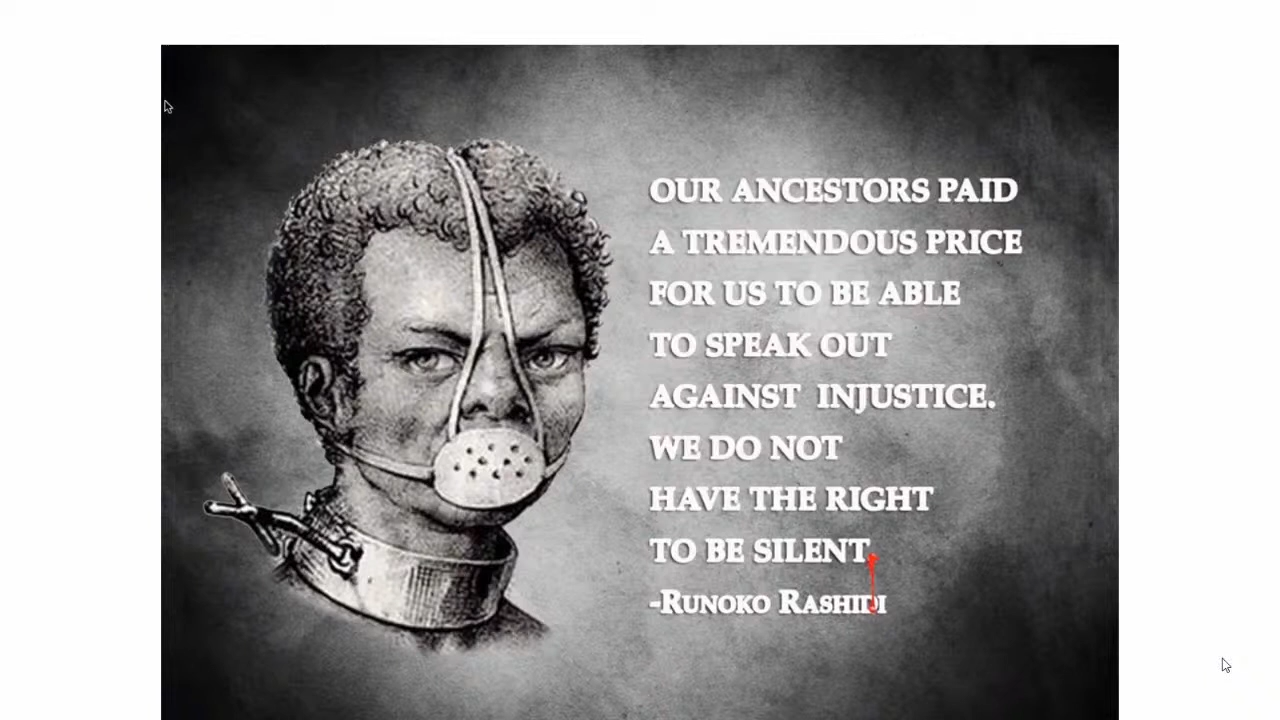 OUR ANCESTORS PAID
A TREMENDOUS PRICE
FOR US TO BE ABLE
TO SPEAK OUT
AGAINST INJUSTICE.
WE DO NOT
HAVE THE RIGHT
TO BE SILENT.
-RUNOKO RASHIDI